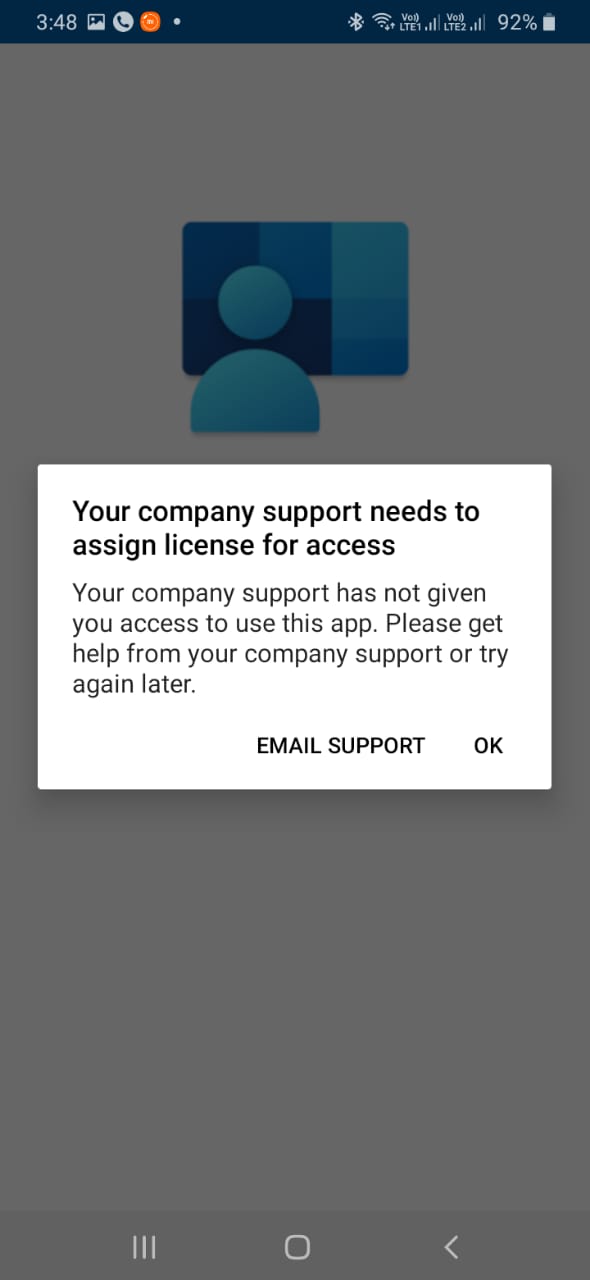 3:48
Vo)) LTE1 Vo)) LTE2 92%
Your company support needs to
assign license for access
Your company support has not given
you access to use this app. Please get
help from your company support or try
again later.
EMAIL SUPPORT OK